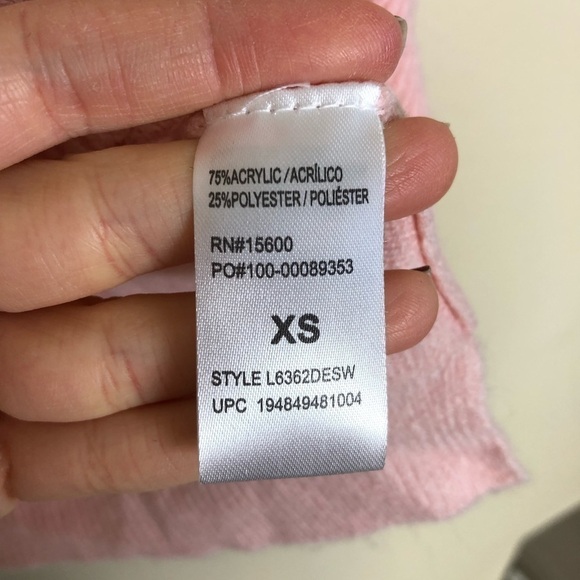 75%ACRYLIC/ACRÍLICO
25%POLYESTER/POLIÉSTER
RN#15600
PO#100-00089353
XS
STYLE L6362DESW
UPC 194849481004